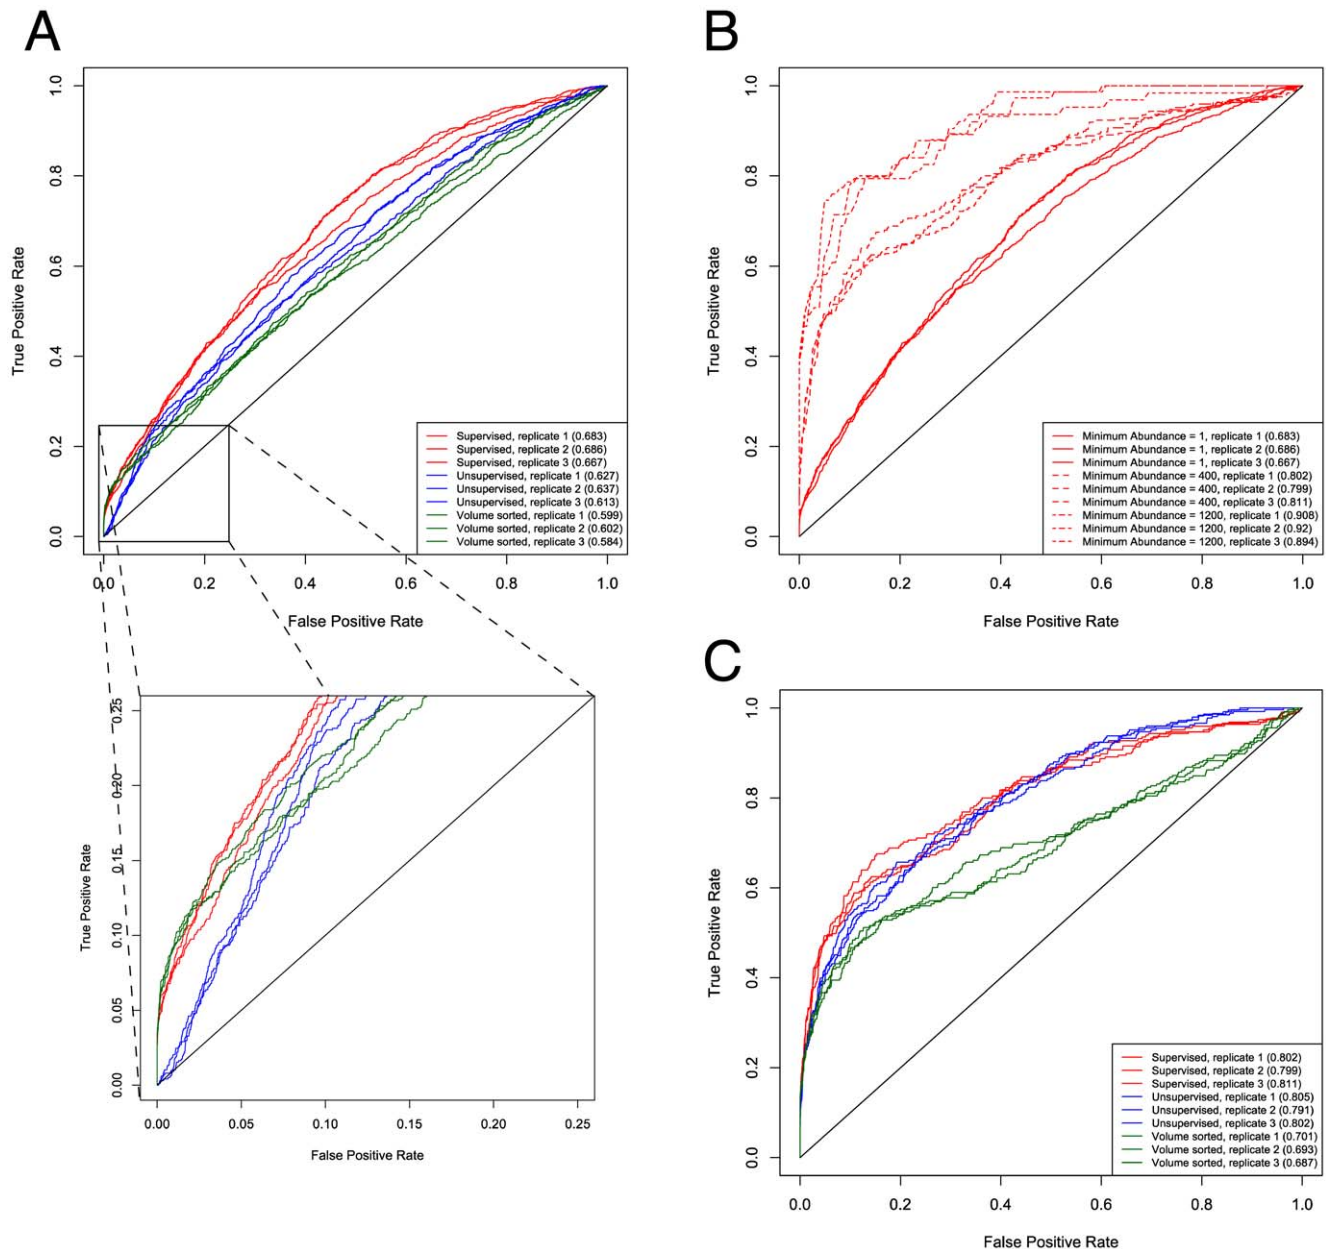 A
1.0
0.8
0.6
0.4
0.2
0.0
True Positive Rate
Supervised, replicate 1 (0.683)
Supervised, replicate 2 (0.686)
Supervised, replicate 3 (0.667)
Unsupervised, replicate 1 (0.627)
Unsupervised, replicate 2 (0.637)
Unsupervised, replicate 3 (0.613)
Volume sorted, replicate 1 (0.599)
Volume sorted, replicate 2 (0.602)
Volume sorted, replicate 3 (0.584)
0.0 0.2 0.4 0.6 0.8 1.0
False Positive Rate
0.25
0.20
0.15
0.10
0.05
0.00
True Positive Rate
0.00 0.05 0.10 0.15 0.20 0.25
False Positive Rate
B
1.0
0.8
0.6
0.4
0.2
0.0
True Positive Rate
Minimum Abundance = 1, replicate 1 (0.683)
Minimum Abundance = 1, replicate 2 (0.686)
Minimum Abundance = 1, replicate 3 (0.667)
Minimum Abundance = 400, replicate 1 (0.802)
Minimum Abundance = 400, replicate 2 (0.799)
Minimum Abundance = 400, replicate 3 (0.811)
Minimum Abundance = 1200, replicate 1 (0.908)
Minimum Abundance = 1200, replicate 2 (0.92)
Minimum Abundance = 1200, replicate 3 (0.894)
0.0 0.2 0.4 0.6 0.8 1.0
False Positive Rate
C
1.0
0.8
0.6
0.4
0.2
0.0
True Positive Rate
Supervised, replicate 1 (0.802)
Supervised, replicate 2 (0.799)
Supervised, replicate 3 (0.811)
Unsupervised, replicate 1 (0.805)
Unsupervised, replicate 2 (0.791)
Unsupervised, replicate 3 (0.802)
Volume sorted, replicate 1 (0.701)
Volume sorted, replicate 2 (0.693)
Volume sorted, replicate 3 (0.687)
0.0 0.2 0.4 0.6 0.8 1.0
False Positive Rate